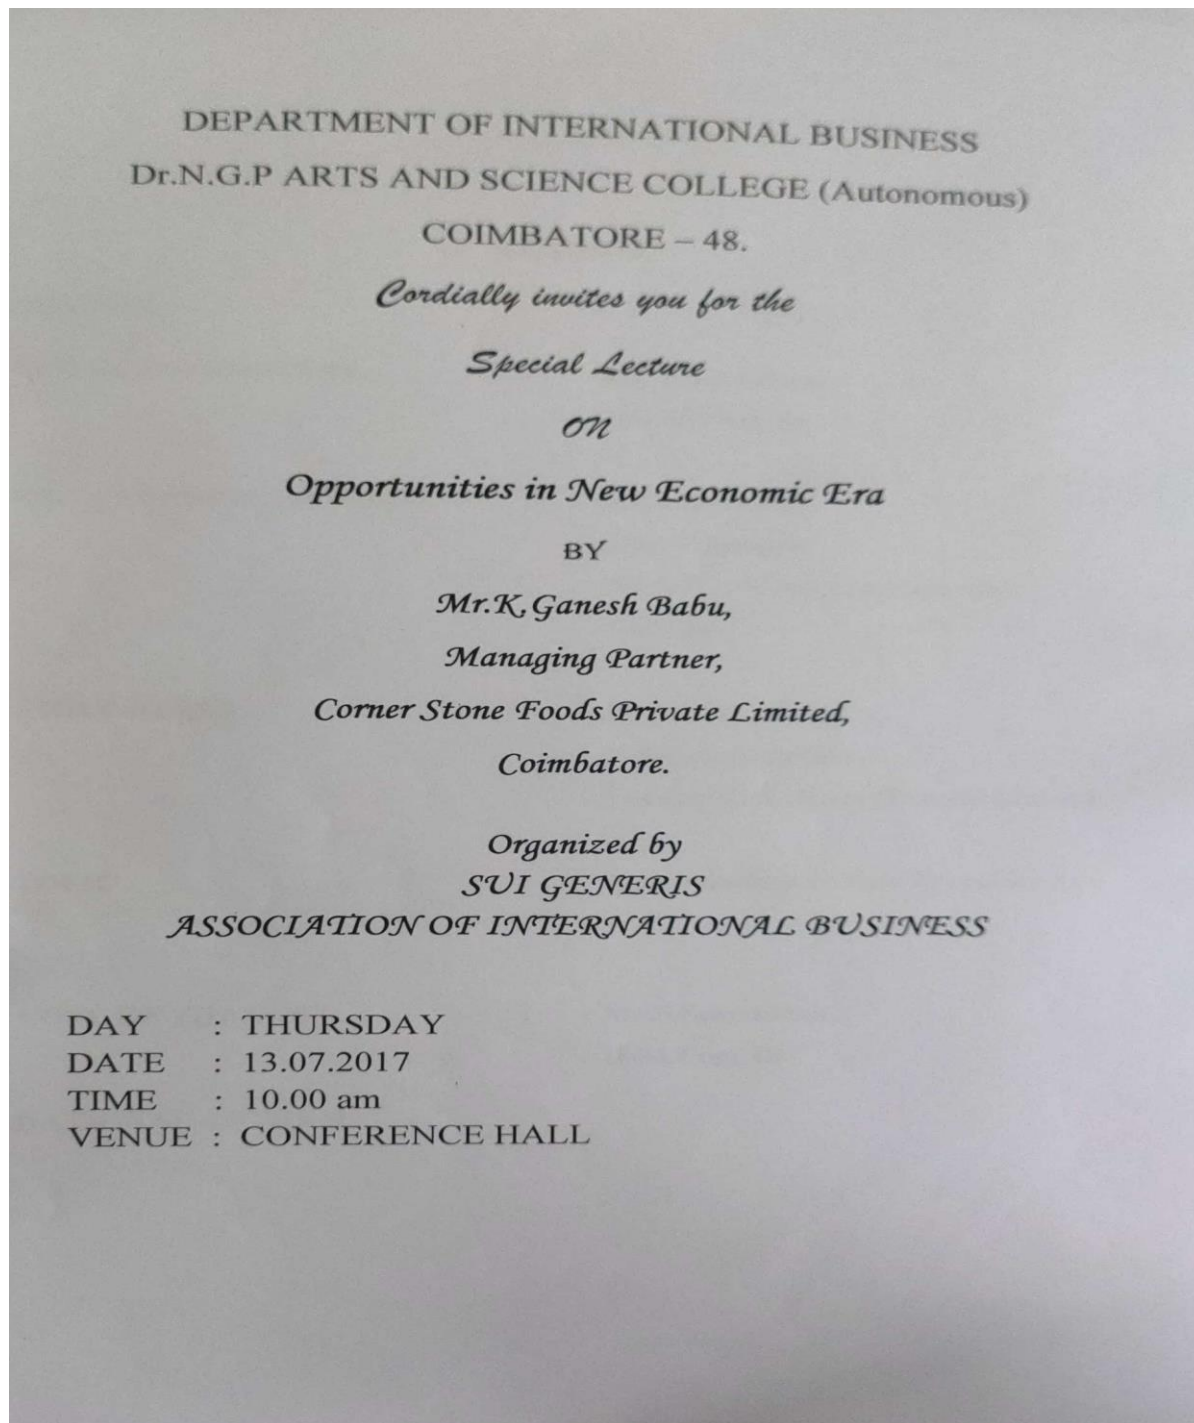 DEPARTMENT OF INTERNATIONAL BUSINESS
Dr.N.G.P ARTS AND SCIENCE COLLEGE (Autonomous)
COIMBATORE – 48.
Cordially invites you for the
Special Lecture
ON
Opportunities in New Economic Era
BY
Mr.K.Ganesh Babu,
Managing Partner,
Corner Stone Foods Private Limited,
Coimbatore.
Organized by
SUI GENERIS
ASSOCIATION OF INTERNATIONAL BUSINESS
DAY : THURSDAY
DATE : 13.07.2017
TIME : 10.00 am
VENUE : CONFERENCE HALL